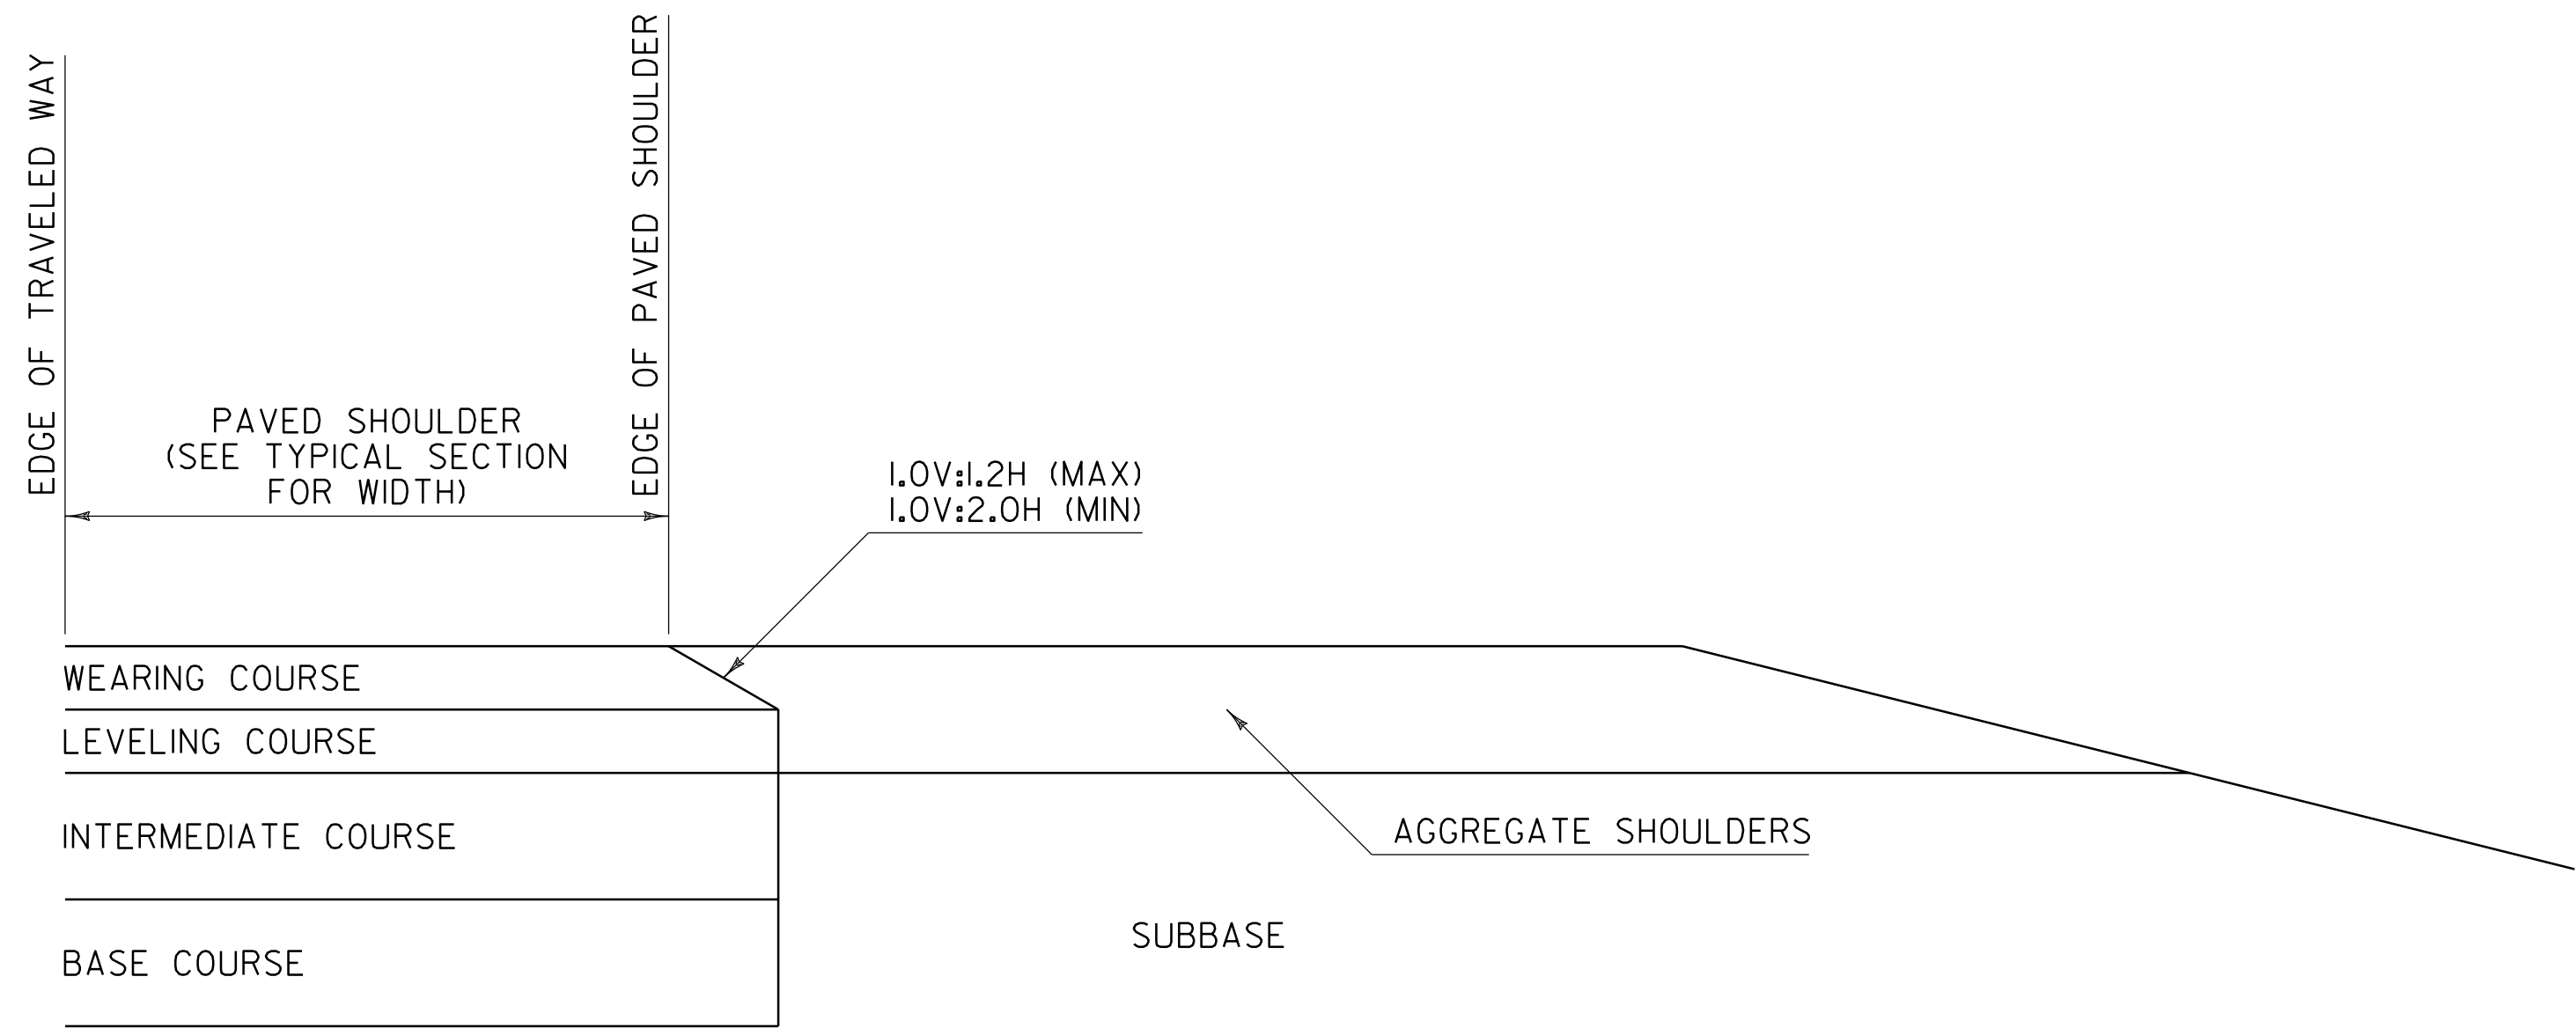 EDGE OF TRAVELED WAY
EDGE OF PAVED SHOULDER
PAVED SHOULDER
(SEE TYPICAL SECTION
FOR WIDTH)
1.0V:1.2H (MAX)
1.0V:2.0H (MIN)
WEARING COURSE
LEVELING COURSE
INTERMEDIATE COURSE
AGGREGATE SHOULDERS
SUBBASE
BASE COURSE